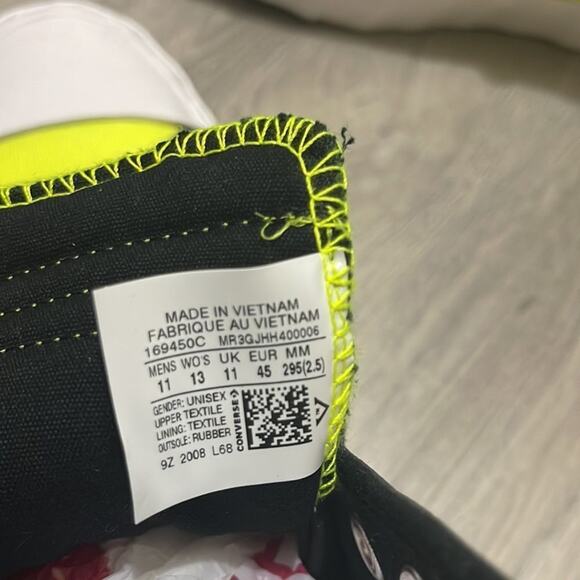 MADE IN VIETNAM
FABRIQUE AU VIETNAM
169450C MR3GJHH400006
MENS WO'S UK EUR MM
11 13 11 45 295(2.5)
GENDER: UNISEX
UPPER TEXTILE
LINING: TEXTILE
OUTSOLE: RUBBER
CONVERSE
9Z 2008 L68